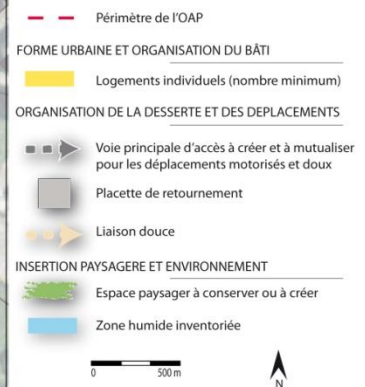 Périmètre de l'OAP
FORME URBAINE ET ORGANISATION DU BÂTI
Logements individuels (nombre minimum)
ORGANISATION DE LA DESSERTE ET DES DEPLACEMENTS
Voie principale d'accès à créer et à mutualiser
pour les déplacements motorisés et doux
Placette de retournement
Liaison douce
INSERTION PAYSAGERE ET ENVIRONNEMENT
Espace paysager à conserver ou à créer
Zone humide inventoriée
0 500 m
N